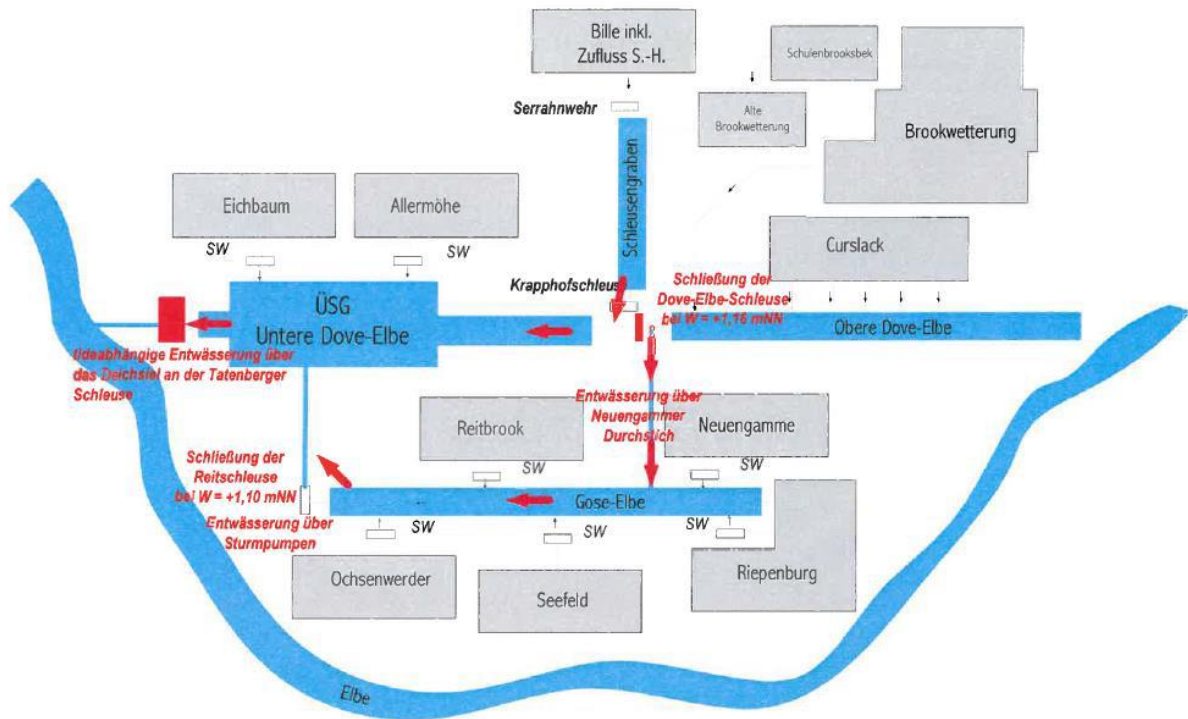 Bille inkl.
Zufluss S.-H.
Schulenbrooksbek
Alte
Brookwetterung
Brookwetterung
Serrahnwehr
Schleusengraben
Eichbaum
Allermöhe
SW
SW
Curslack
Krapphofschleus
Schließung der
Dove-Elbe-Schleuse
bei W = +1,16 mNN
ÜSG
Untere Dove-Elbe
Obere Dove-Elbe
tideabhängige Entwässerung über
das Deichsiel an der Tatenberger
Schleuse
Entwässerung über
Neuengammer
Durchstich
Reitbrook
Neuengamme
SW
SW
Schließung der
Reitschleuse
bei W = +1,10 mNN
Gose-Elbe
Entwässerung über
Sturmpumpen
SW
SW
SW
Ochsenwerder
Seefeld
Riepenburg
Elbe